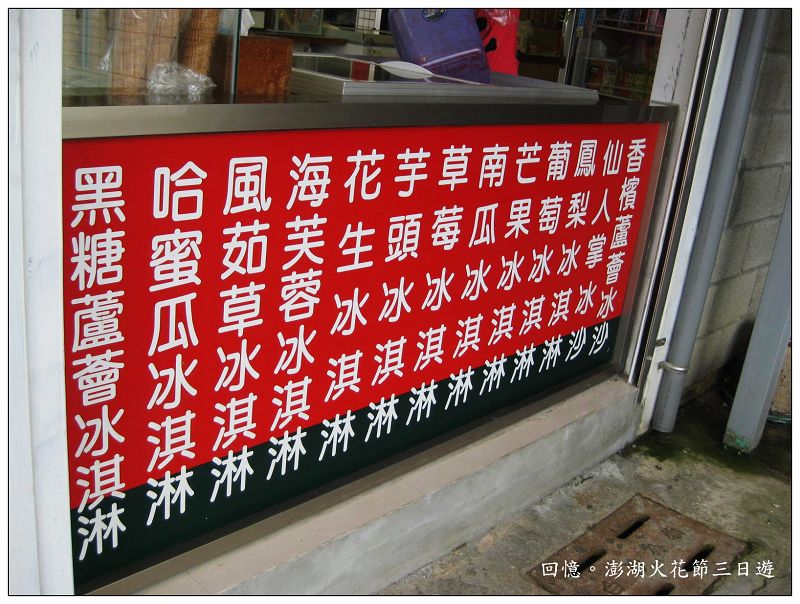 香檳蘆薈冰沙
仙人掌冰沙
鳳梨冰淇淋
葡萄冰淇淋
芒果冰淇淋
南瓜冰淇淋
草莓冰淇淋
芋頭冰淇淋
花生冰淇淋
海芙蓉冰淇淋
風茹草冰淇淋
哈蜜瓜冰淇淋
黑糖蘆薈冰淇淋
回憶。澎湖火花節三日遊